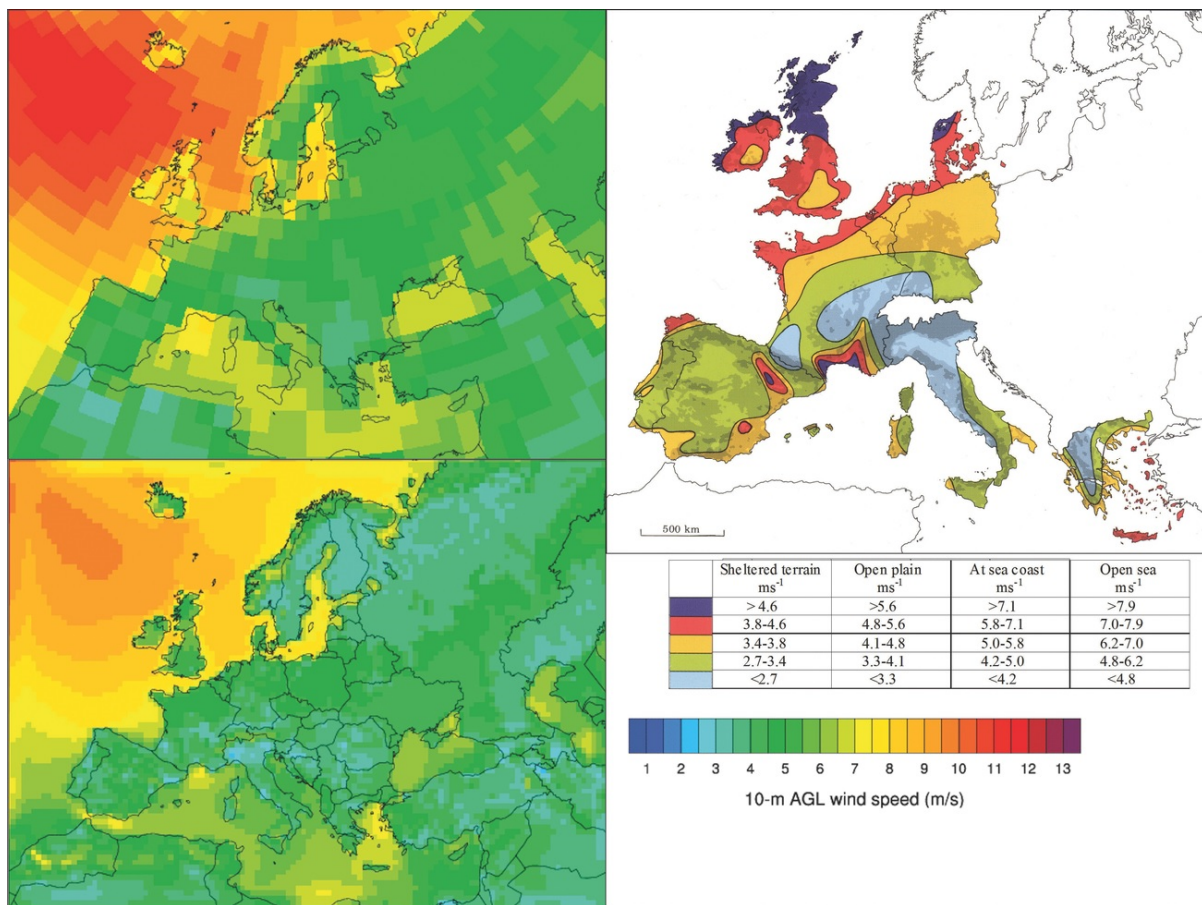 500 km
Sheltered terrain Open plain At sea coast Open sea
ms-1 ms-1 ms-1 ms-1
> 4.6 >5.6 >7.1 >7.9
3.8-4.6 4.8-5.6 5.8-7.1 7.0-7.9
3.4-3.8 4.1-4.8 5.0-5.8 6.2-7.0
2.7-3.4 3.3-4.1 4.2-5.0 4.8-6.2
<2.7 <3.3 <4.2 <4.8
1 2 3 4 5 6 7 8 9 10 11 12 13
10-m AGL wind speed (m/s)